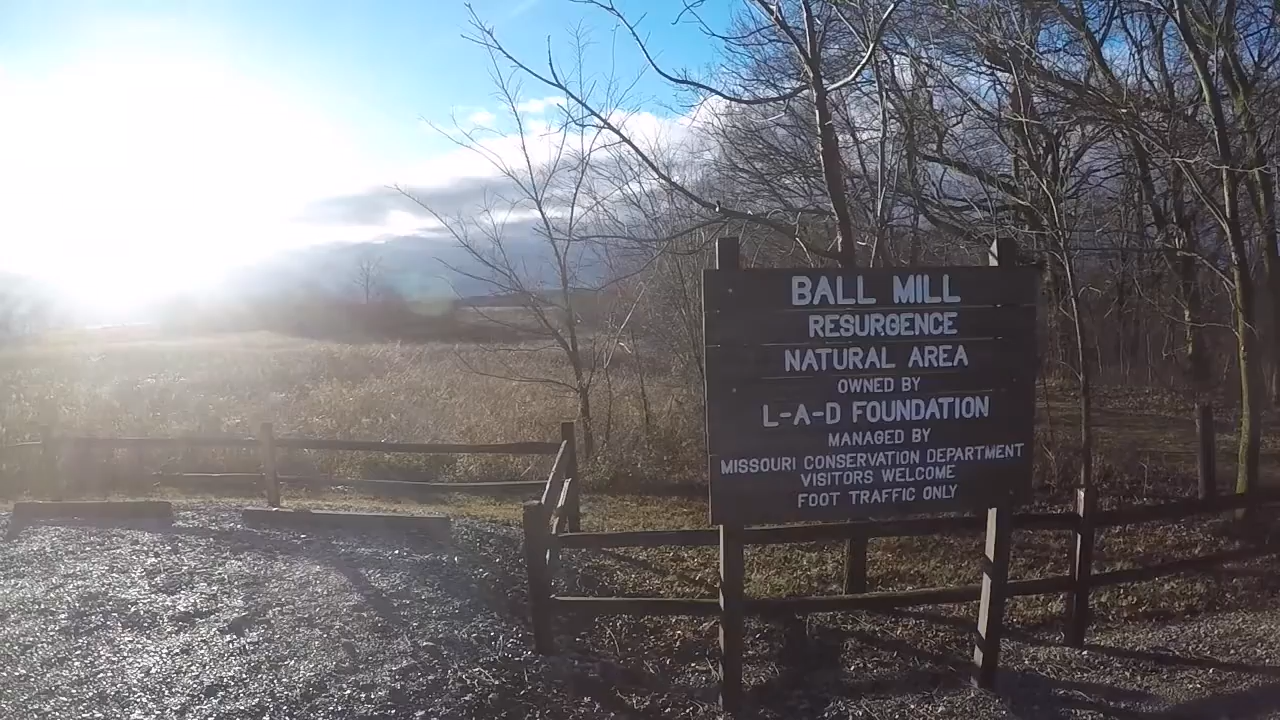 BALL MILL
RESURGENCE
NATURAL AREA
OWNED BY
L-A-D FOUNDATION
MANAGED BY
MISSOURI CONSERVATION DEPARTMENT
VISITORS WELCOME
FOOT TRAFFIC ONLY